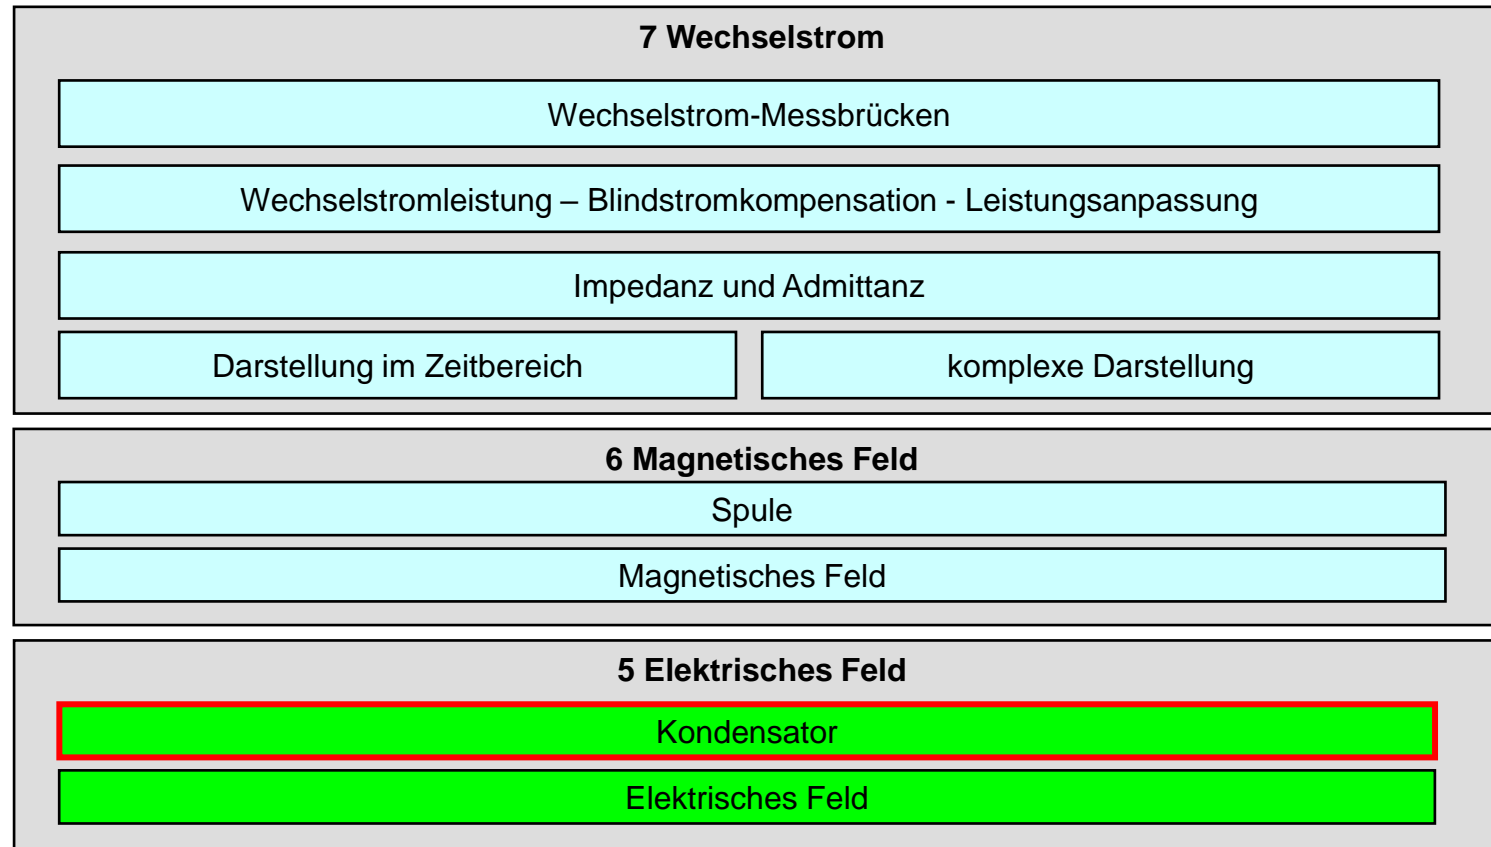 7 Wechselstrom
Wechselstrom-Messbrücken
Wechselstromleistung – Blindstromkompensation - Leistungsanpassung
Impedanz und Admittanz
Darstellung im Zeitbereich
komplexe Darstellung
6 Magnetisches Feld
Spule
Magnetisches Feld
5 Elektrisches Feld
Kondensator
Elektrisches Feld